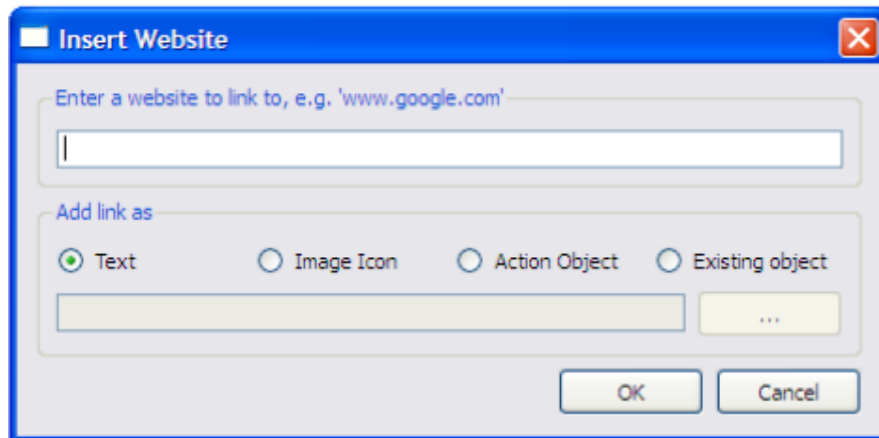 Insert Website
Enter a website to link to, e.g. 'www.google.com'
Add link as
Text Image Icon Action Object Existing object
...
OK Cancel